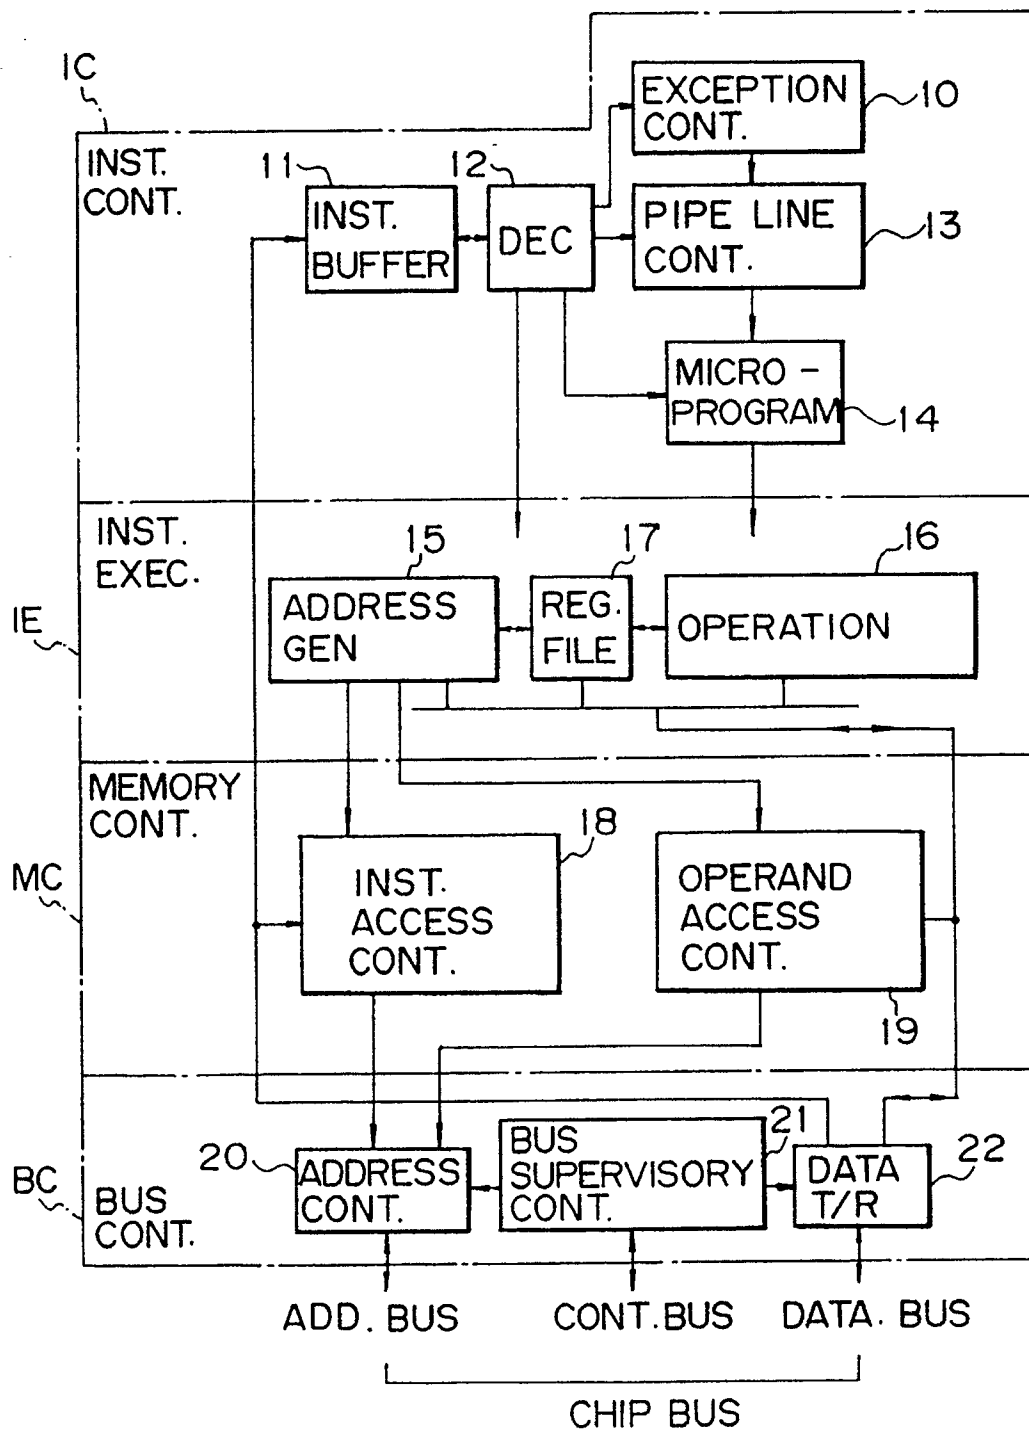 IC
EXCEPTION
CONT.
10
INST.
CONT.
11
12
INST.
BUFFER
DEC
PIPE LINE
CONT.
13
MICRO -
PROGRAM
14
INST.
EXEC.
15
17
16
IE
ADDRESS
GEN
REG.
FILE
OPERATION
MEMORY
CONT.
18
MC
INST.
ACCESS
CONT.
OPERAND
ACCESS
CONT.
19
20
ADDRESS
CONT.
BUS
SUPERVISORY
CONT.
21
DATA
T/R
22
BC
BUS
CONT.
ADD. BUS
CONT. BUS
DATA. BUS
CHIP BUS